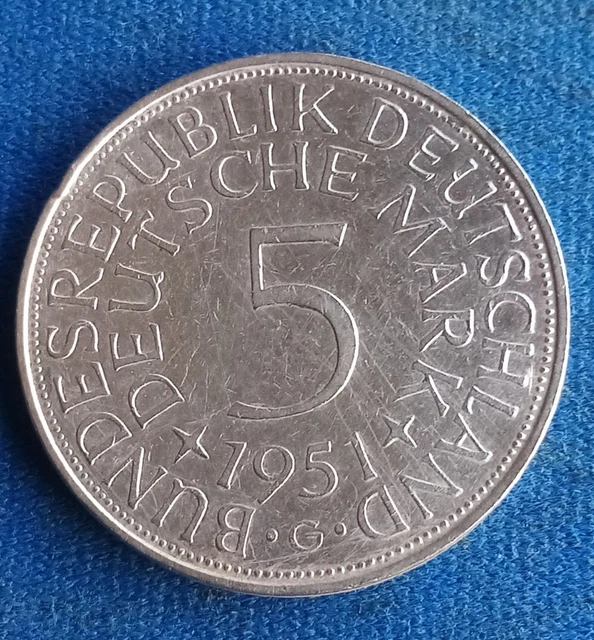 BUNDESREPUBLIK DEUTSCHLAND
DEUTSCHE MARK
5
1951
· G ·